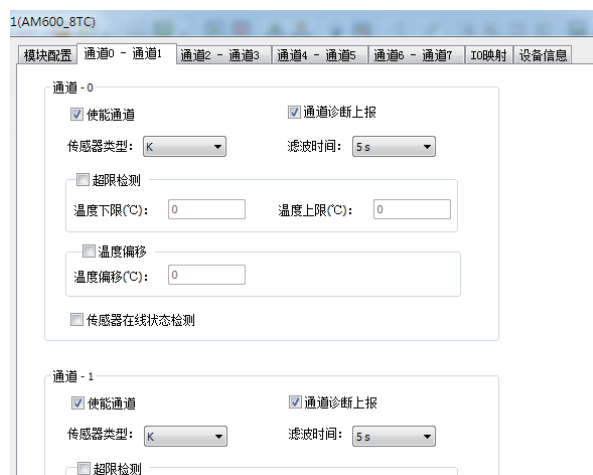 1(AM600_8TC)
模块配置 通道0 - 通道1 通道2 - 通道3 通道4 - 通道5 通道6 - 通道7 IO映射 设备信息
通道 - 0
使能通道 通道诊断上报
传感器类型: K 滤波时间: 5s
超限检测
温度下限(℃): 0 温度上限(℃): 0
温度偏移
温度偏移(℃): 0
传感器在线状态检测
通道 - 1
使能通道 通道诊断上报
传感器类型: K 滤波时间: 5s
超限检测